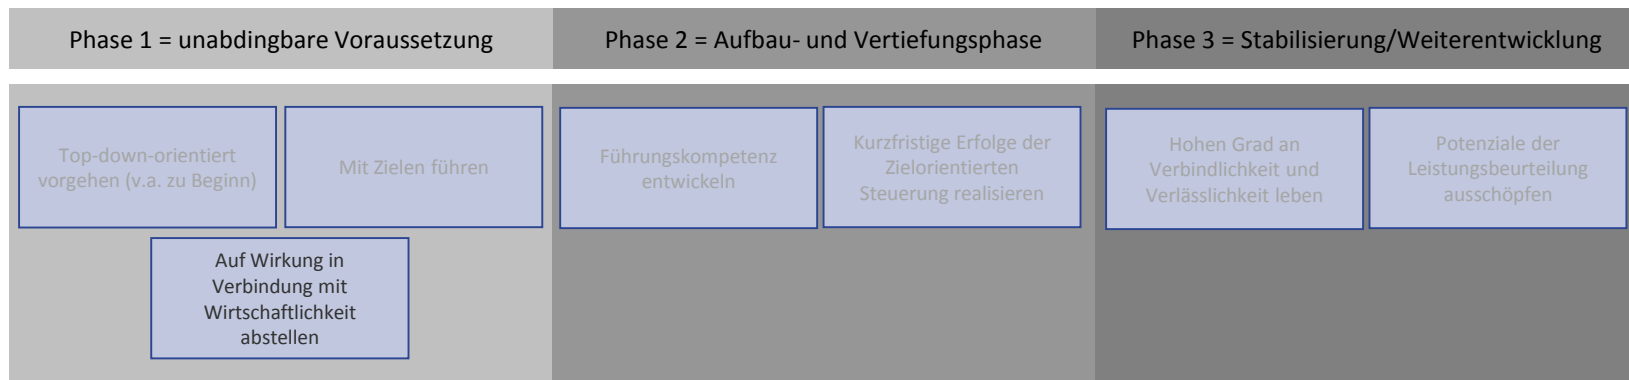 Phase 1 = unabdingbare Voraussetzung
Phase 2 = Aufbau- und Vertiefungsphase
Phase 3 = Stabilisierung/Weiterentwicklung
Top-down-orientiert
vorgehen (v.a. zu Beginn)
Mit Zielen führen
Auf Wirkung in
Verbindung mit
Wirtschaftlichkeit
abstellen
Führungskompetenz
entwickeln
Kurzfristige Erfolge der
Zielorientierten
Steuerung realisieren
Hohen Grad an
Verbindlichkeit und
Verlässlichkeit leben
Potenziale der
Leistungsbeurteilung
ausschöpfen